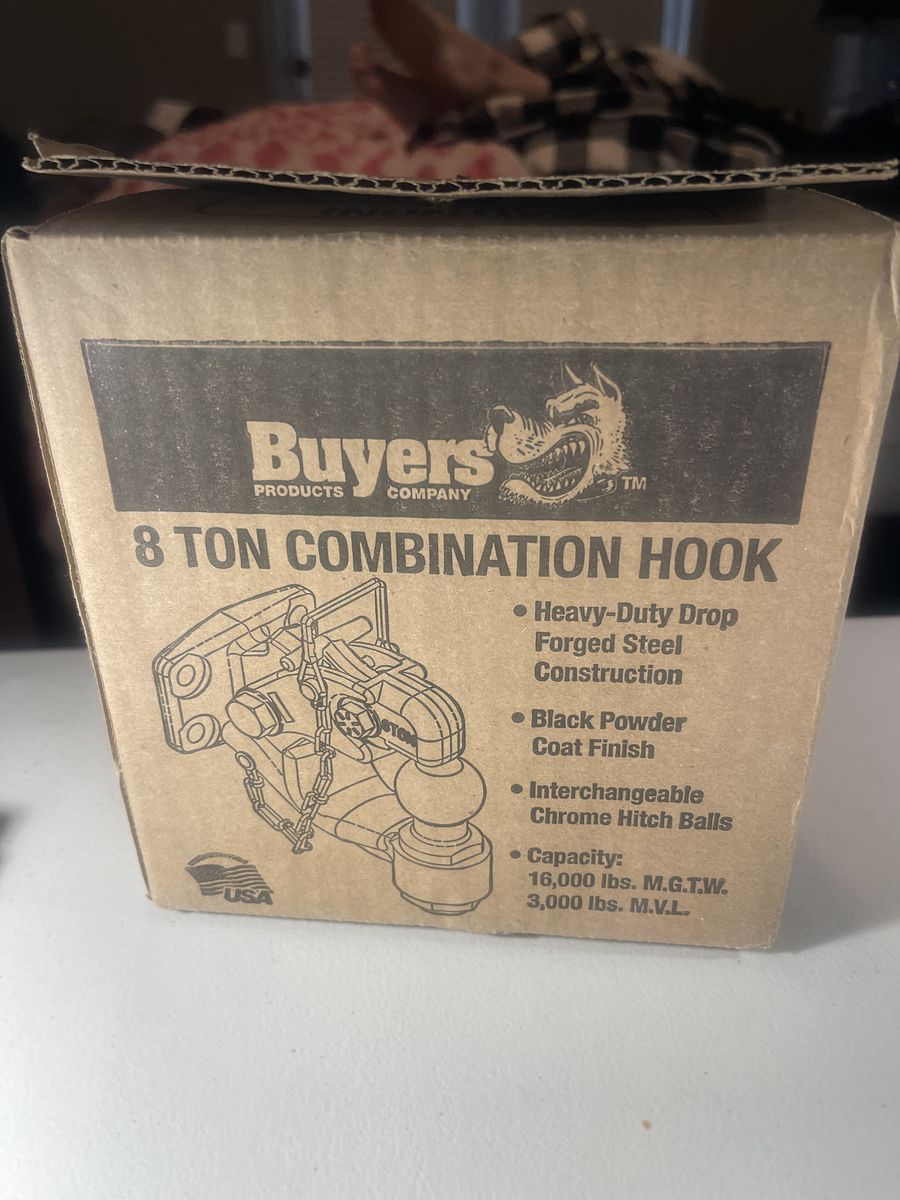 Buyers
PRODUCTS COMPANY
TM
8 TON COMBINATION HOOK
• Heavy-Duty Drop
Forged Steel
Construction
• Black Powder
Coat Finish
• Interchangeable
Chrome Hitch Balls
• Capacity:
16,000 lbs. M.G.T.W.
3,000 lbs. M.V.L.
8TON
USA